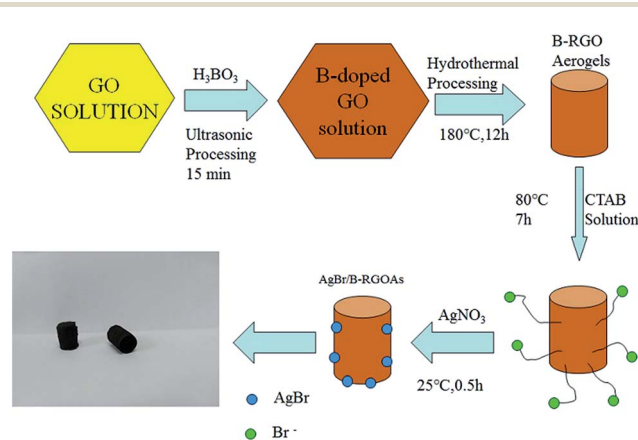 GO
SOLUTION
H₃BO₃
Ultrasonic
Processing
15 min
B-doped
GO
solution
Hydrothermal
Processing
180℃,12h
B-RGO
Aerogels
80℃
7h
CTAB
Solution
AgNO₃
25℃,0.5h
AgBr/B-RGOAs
AgBr
Br⁻